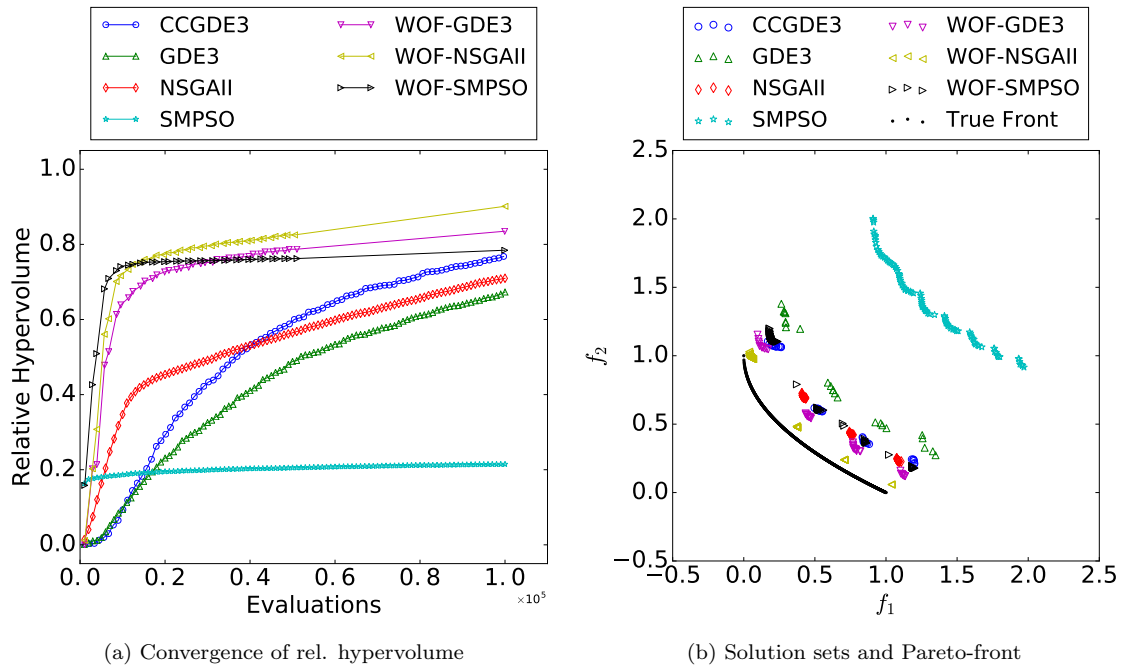 CCGDE3
GDE3
NSGAII
SMPSO
WOF-GDE3
WOF-NSGAII
WOF-SMPSO
1.0
0.8
0.6
0.4
0.2
0.0
Relative Hypervolume
0.0 0.2 0.4 0.6 0.8 1.0
×10⁵
Evaluations
(a) Convergence of rel. hypervolume
CCGDE3
GDE3
NSGAII
SMPSO
WOF-GDE3
WOF-NSGAII
WOF-SMPSO
True Front
2.5
2.0
1.5
1.0
0.5
0.0
−0.5
f₂
−0.5 0.0 0.5 1.0 1.5 2.0 2.5
f₁
(b) Solution sets and Pareto-front